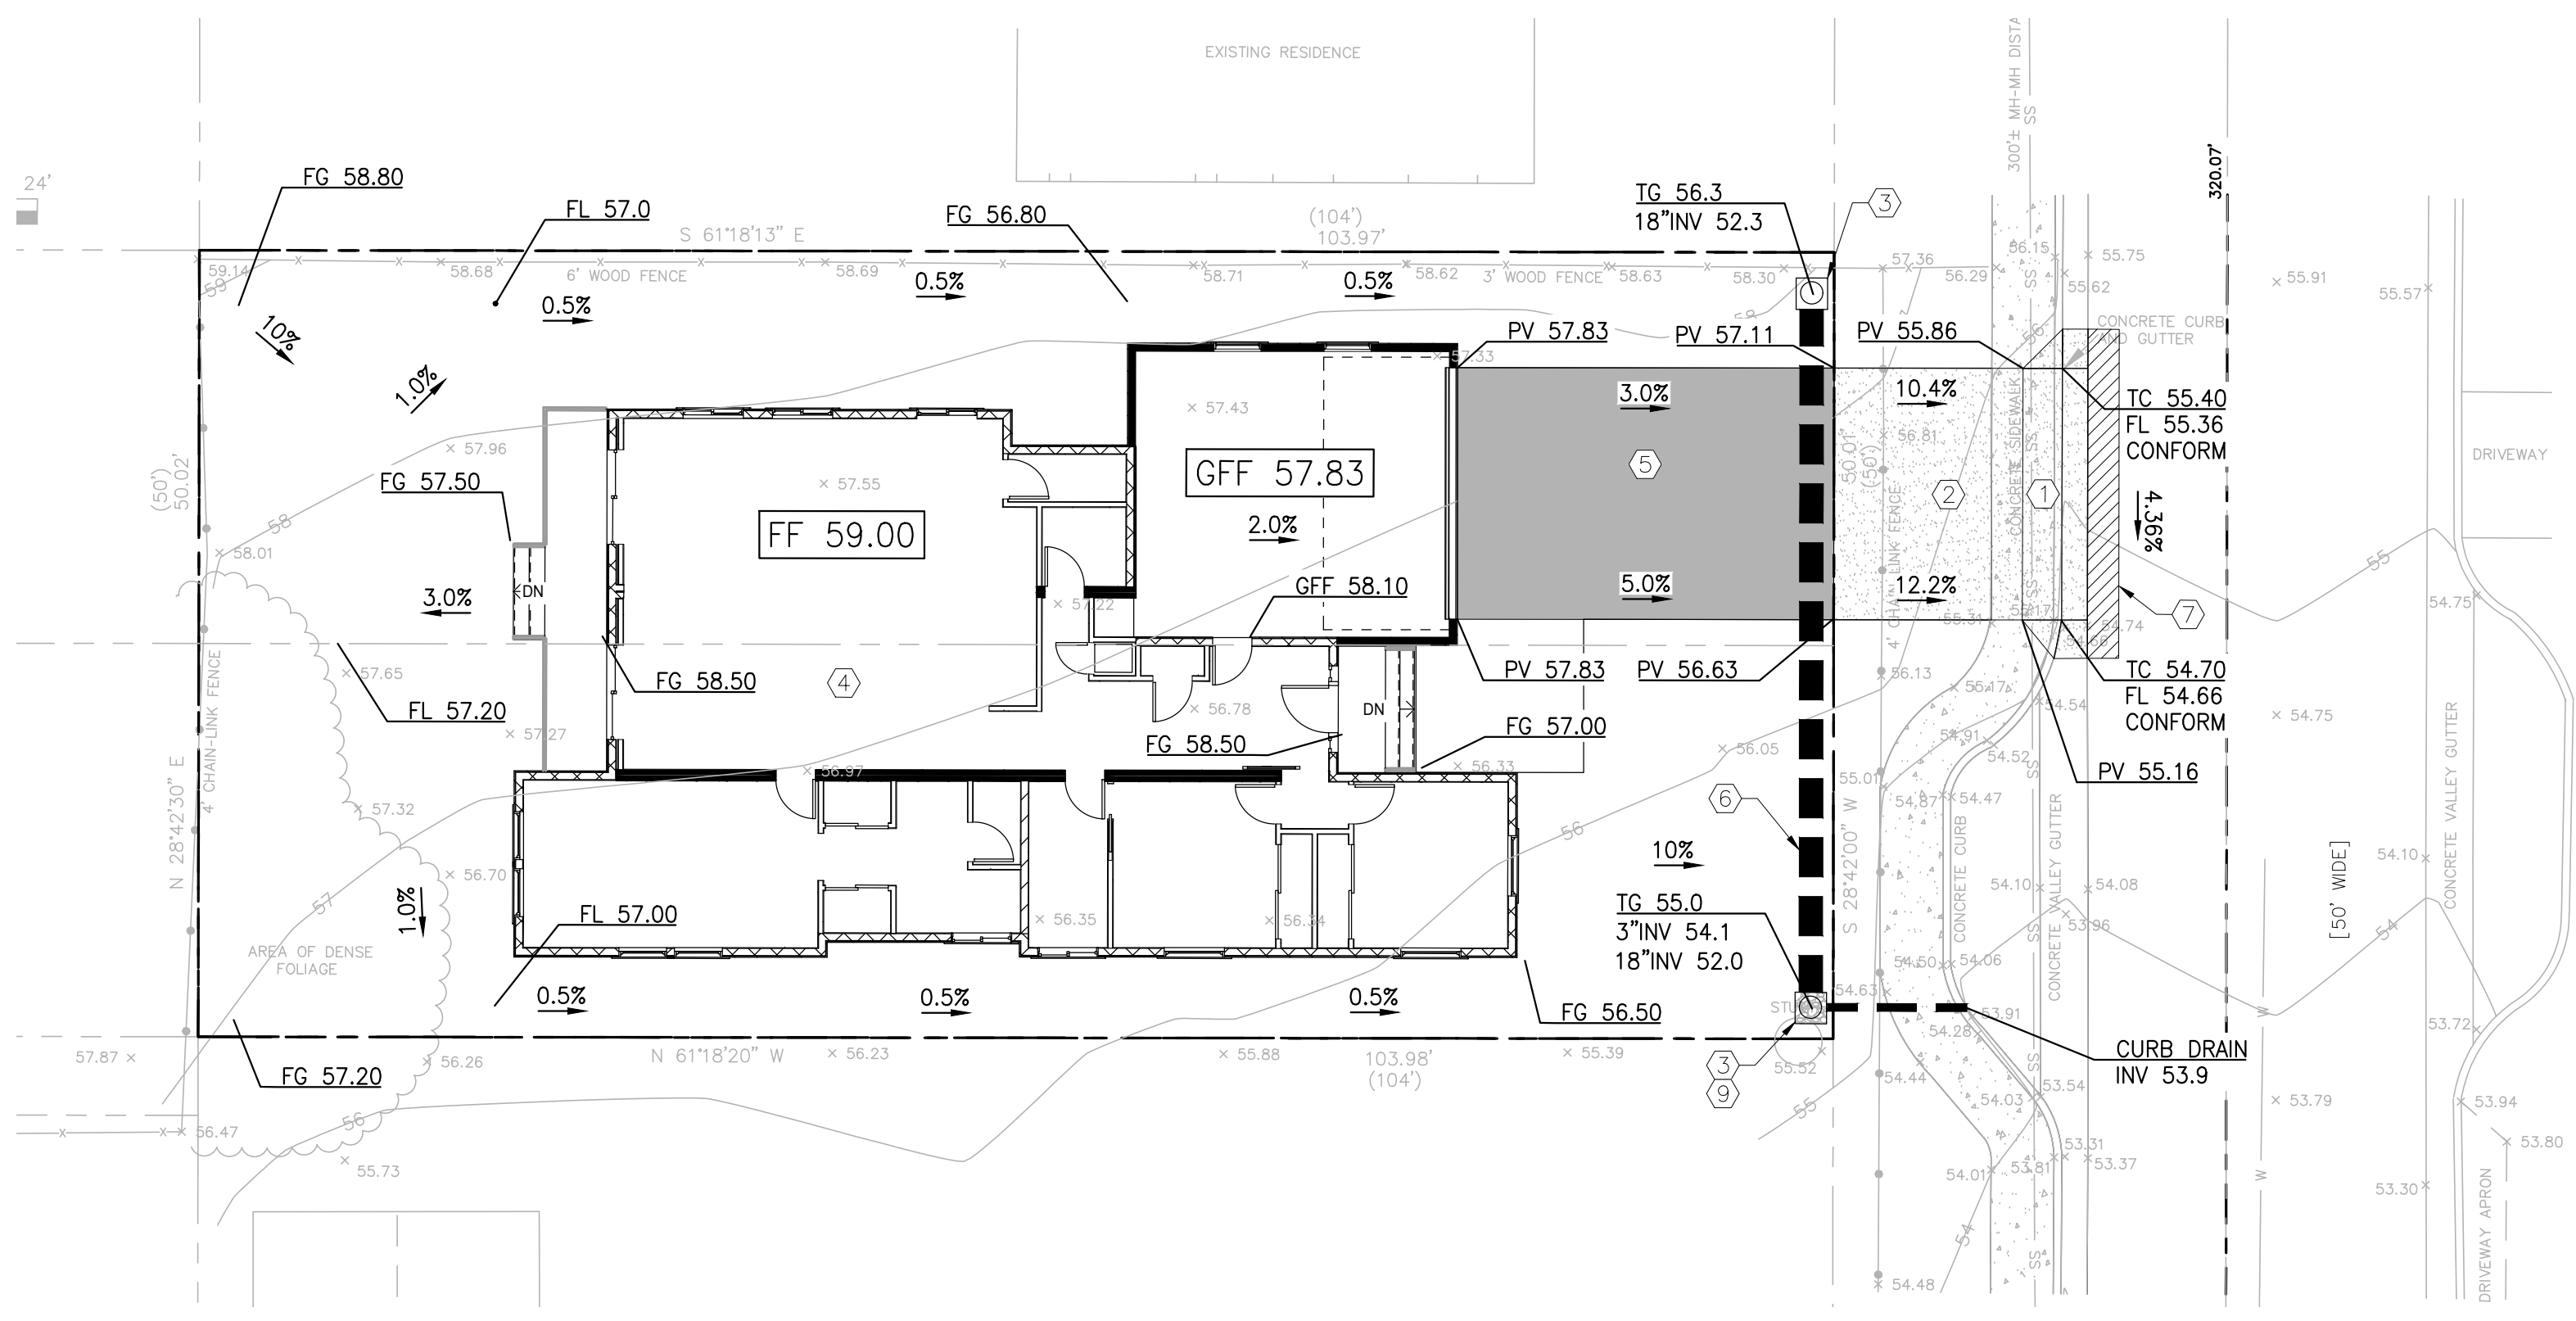 EXISTING RESIDENCE
300'± MH-MH DISTA
SS
320.07'
24'
FG 58.80
FL 57.0
FG 56.80
TG 56.3
18"INV 52.3
3
S 61°18'13" E
(104')
103.97'
59.14
59
58.68
6' WOOD FENCE
58.69
58.71
58.62
3' WOOD FENCE
58.63
58.30
57.36
56.29
56.15
55.75
55.62
55.91
55.57
0.5%
0.5%
0.5%
10%
1.0%
PV 57.83
PV 57.11
PV 55.86
CONCRETE CURB
AND GUTTER
56
57.33
57.43
3.0%
10.4%
TC 55.40
FL 55.36
CONFORM
56.81
57.96
GFF 57.83
5
2
1
DRIVEWAY
(50')
50.02'
FG 57.50
57.55
FF 59.00
2.0%
50.01'
(50')
4' CHAIN-LINK FENCE
CONCRETE SIDEWALK
SS
4.36%
58
58.01
3.0%
DN
57.22
GFF 58.10
5.0%
12.2%
55.31
55.17
54.74
54.66
7
55
54.75
57.65
FG 58.50
4
PV 57.83
PV 56.63
56.13
55.17
54.54
TC 54.70
FL 54.66
CONFORM
FL 57.20
57.27
56.78
DN
FG 58.50
FG 57.00
56.05
54.91
54.52
54.75
PV 55.16
N 28°42'30" E
4' CHAIN-LINK FENCE
56.97
56.33
55.01
54.87
54.47
6
57.32
56
S 28°42'00" W
CONCRETE CURB
CONCRETE VALLEY GUTTER
CONCRETE VALLEY GUTTER
[50' WIDE]
10%
54.10
56.70
57
1.0%
54.10
54.08
FL 57.00
56.35
56.34
TG 55.0
3"INV 54.1
18"INV 52.0
53.96
54
AREA OF DENSE
FOLIAGE
54.50
54.06
54.63
0.5%
0.5%
0.5%
FG 56.50
53.91
54.28
53.72
W
57.87
56.26
N 61°18'20" W
56.23
55.88
103.98'
(104')
55.39
55.52
3
9
CURB DRAIN
INV 53.9
FG 57.20
54.44
54.03
53.54
53.79
53.94
56
55
56.47
55.73
53.31
53.81
53.37
54.01
53.80
53.30
W
54
SS
54.48
DRIVEWAY APRON